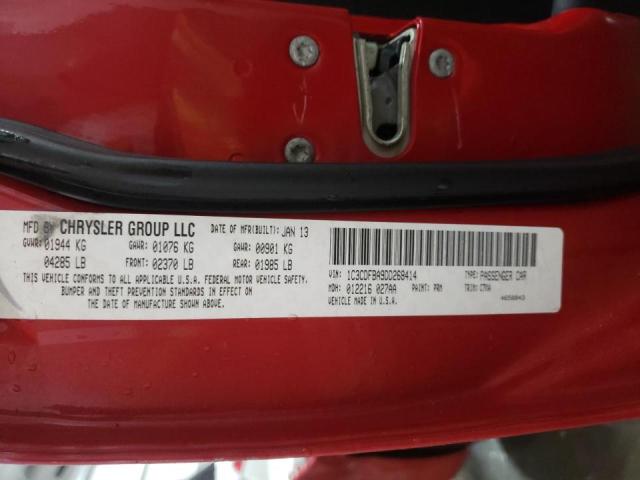 MFD BY CHRYSLER GROUP LLC DATE OF MFR(BUILT): JAN 13
GVWR: 01944 KG GAWR: 01076 KG GAWR: 00901 KG
04285 LB FRONT: 02370 LB REAR: 01985 LB
THIS VEHICLE CONFORMS TO ALL APPLICABLE U.S.A. FEDERAL MOTOR VEHICLE SAFETY,
BUMPER AND THEFT PREVENTION STANDARDS IN EFFECT ON
THE DATE OF MANUFACTURE SHOWN ABOVE.
VIN: 1C3CDFBA9DD268414 TYPE: PASSENGER CAR
MDH: 012216 027AA PAINT: PRM TRIM:
VEHICLE MADE IN U.S.A.